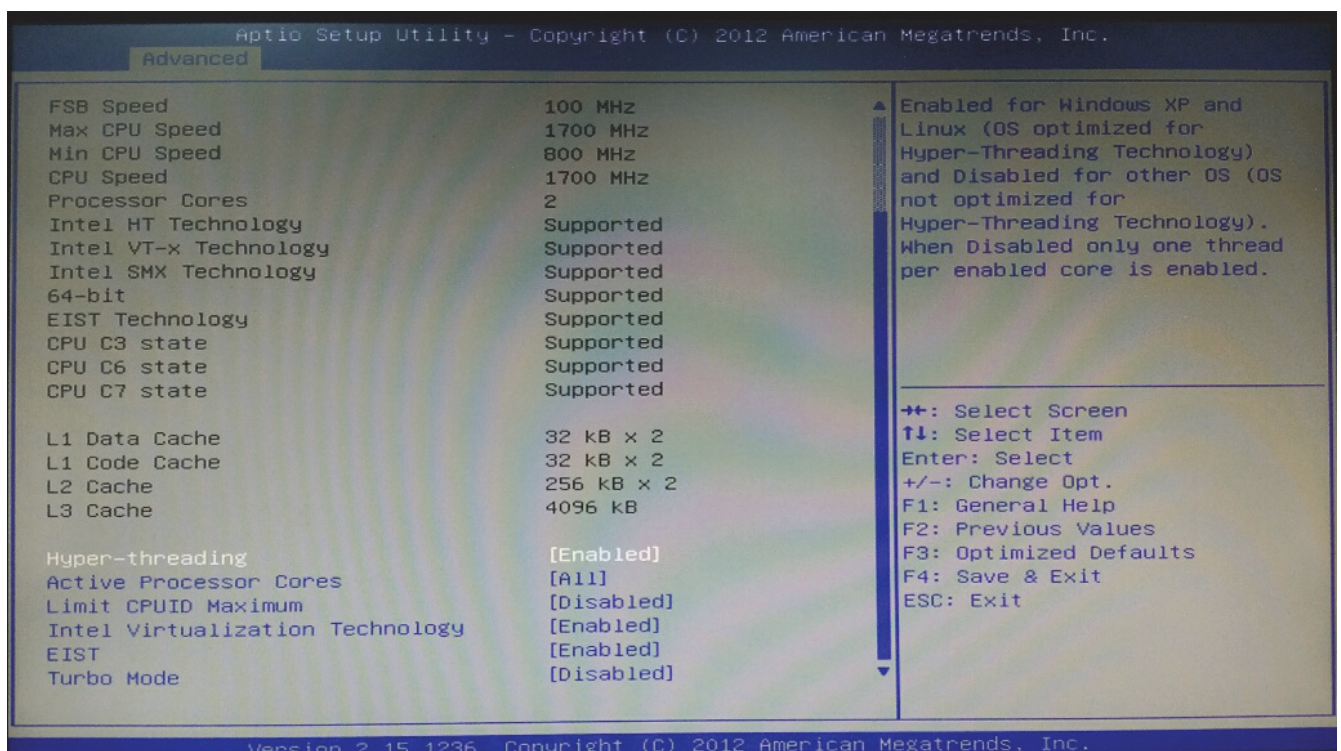 Aptio Setup Utility – Copyright (C) 2012 American Megatrends, Inc.
Advanced
FSB Speed 100 MHz
Max CPU Speed 1700 MHz
Min CPU Speed 800 MHz
CPU Speed 1700 MHz
Processor Cores 2
Intel HT Technology Supported
Intel VT-x Technology Supported
Intel SMX Technology Supported
64-bit Supported
EIST Technology Supported
CPU C3 state Supported
CPU C6 state Supported
CPU C7 state Supported
L1 Data Cache 32 kB x 2
L1 Code Cache 32 kB x 2
L2 Cache 256 kB x 2
L3 Cache 4096 kB
Hyper-threading [Enabled]
Active Processor Cores [All]
Limit CPUID Maximum [Disabled]
Intel Virtualization Technology [Enabled]
EIST [Enabled]
Turbo Mode [Disabled]
Enabled for Windows XP and
Linux (OS optimized for
Hyper-Threading Technology)
and Disabled for other OS (OS
not optimized for
Hyper-Threading Technology).
When Disabled only one thread
per enabled core is enabled.
→←: Select Screen
↑↓: Select Item
Enter: Select
+/-: Change Opt.
F1: General Help
F2: Previous Values
F3: Optimized Defaults
F4: Save & Exit
ESC: Exit
Version 2.15.1236. Copyright (C) 2012 American Megatrends, Inc.